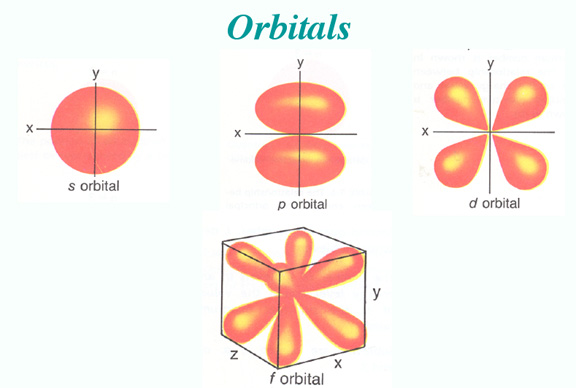 Orbitals
y
x
s orbital
y
x
p orbital
y
x
d orbital
y
z
x
f orbital